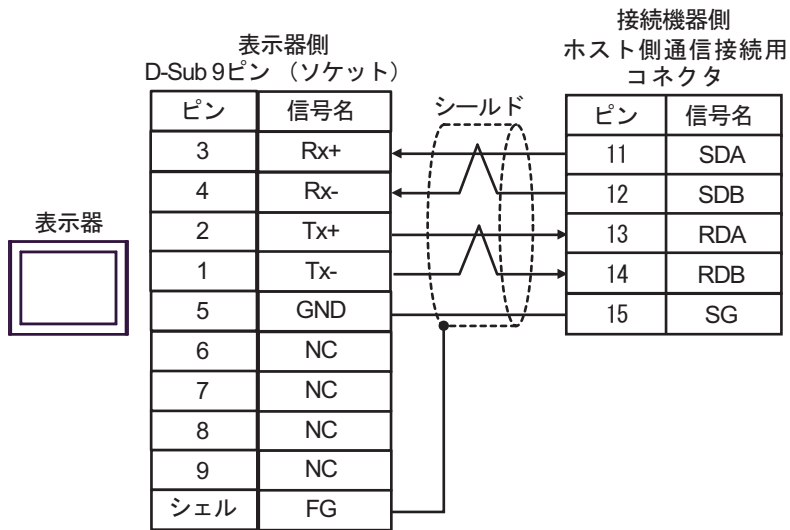 表示器側
D-Sub 9ピン （ソケット）
接続機器側
ホスト側通信接続用
コネクタ
シールド
表示器
ピン 信号名
3 Rx+
4 Rx-
2 Tx+
1 Tx-
5 GND
6 NC
7 NC
8 NC
9 NC
シェル FG
ピン 信号名
11 SDA
12 SDB
13 RDA
14 RDB
15 SG